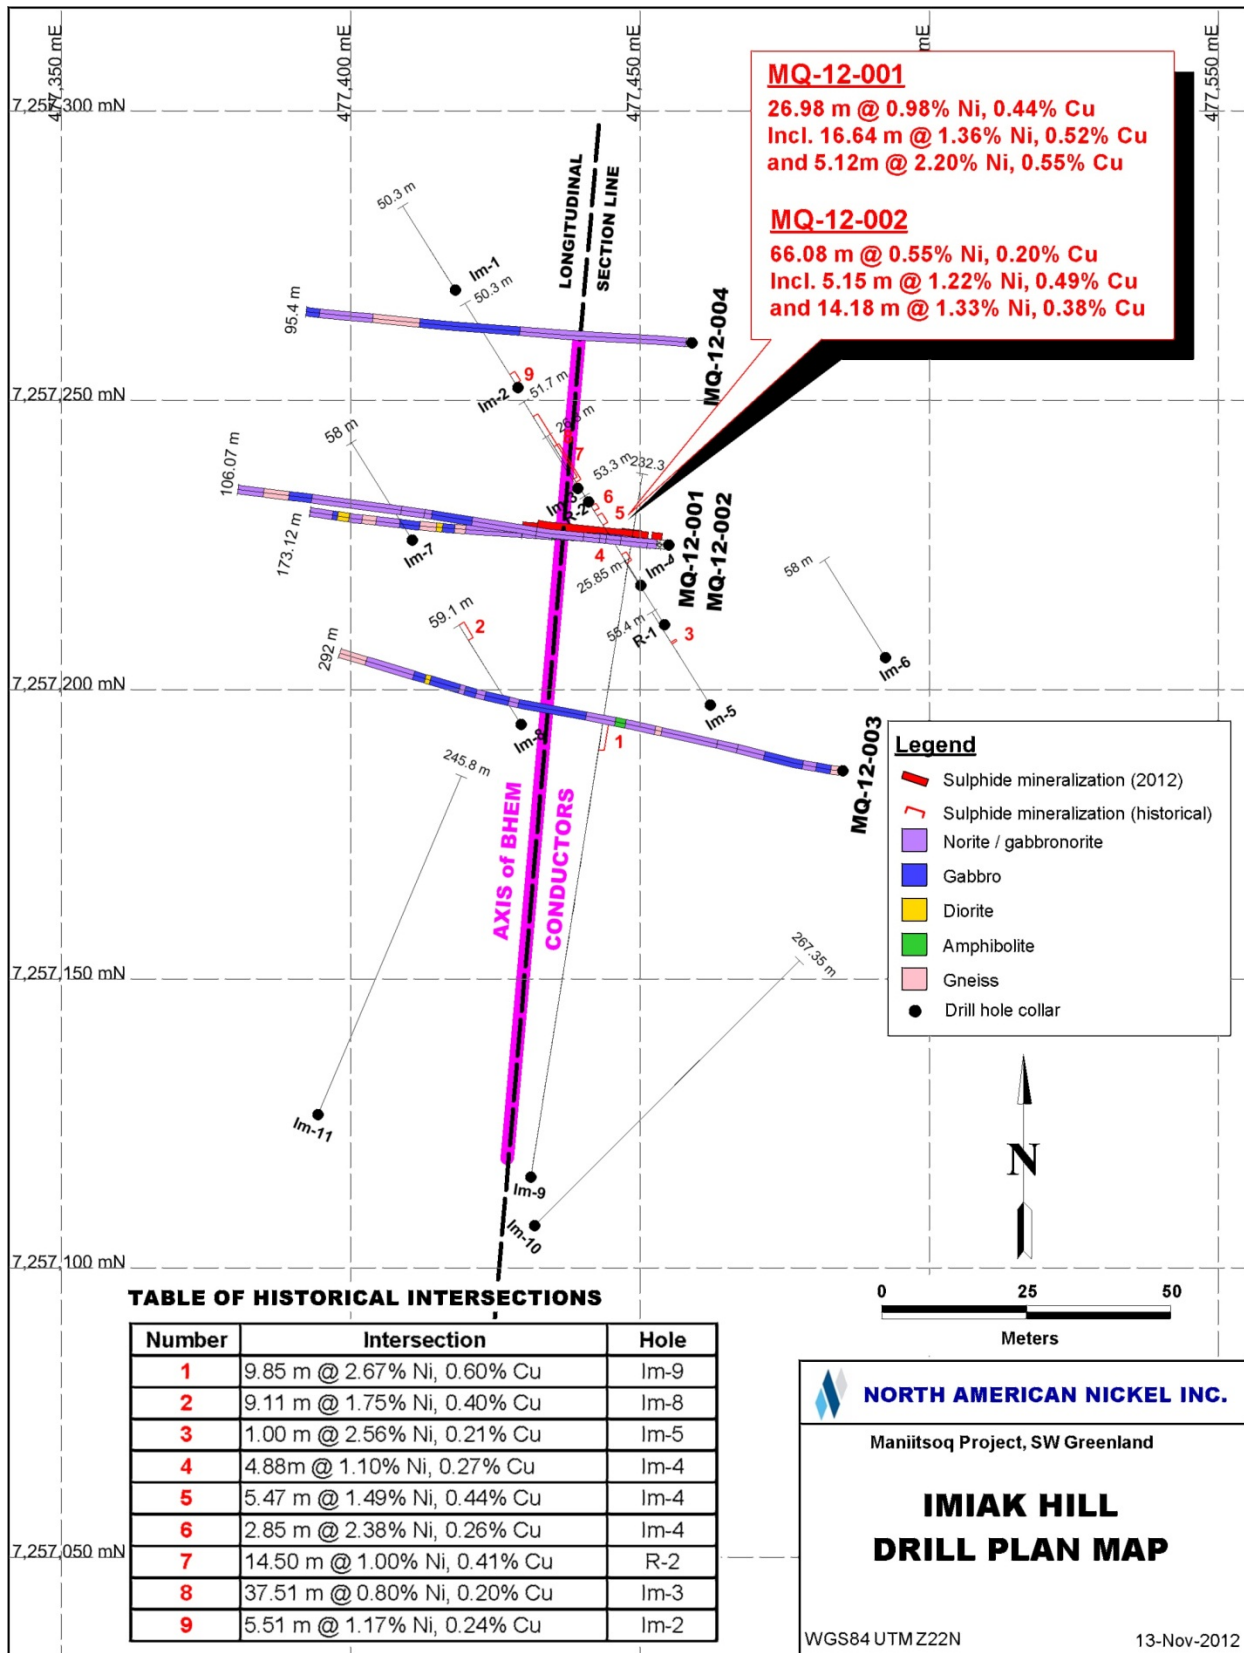 477,350 mE
477,400 mE
477,450 mE
mE
477,550 mE
7,257,300 mN
7,257,250 mN
7,257,200 mN
7,257,150 mN
7,257,100 mN
7,257,050 mN
MQ-12-001
26.98 m @ 0.98% Ni, 0.44% Cu
Incl. 16.64 m @ 1.36% Ni, 0.52% Cu
and 5.12m @ 2.20% Ni, 0.55% Cu
MQ-12-002
66.08 m @ 0.55% Ni, 0.20% Cu
Incl. 5.15 m @ 1.22% Ni, 0.49% Cu
and 14.18 m @ 1.33% Ni, 0.38% Cu
LONGITUDINAL
SECTION LINE
50.3 m
Im-1
50.3 m
95.4 m
MQ-12-004
9
Im-2
51.7 m
26.8 m
8
7
58 m
53.3 m
232.3
106.07 m
Im-3
R-2
6
5
173.12 m
Im-7
4
MQ-12-001
MQ-12-002
Im-4
25.85 m
58 m
59.1 m
2
55.4 m
R-1
3
Im-6
292 m
Im-5
Im-8
1
MQ-12-003
245.8 m
AXIS of BHEM
CONDUCTORS
267.35 m
Im-11
Im-9
Im-10
Legend
Sulphide mineralization (2012)
Sulphide mineralization (historical)
Norite / gabbronorite
Gabbro
Diorite
Amphibolite
Gneiss
Drill hole collar
N
0 25 50
Meters
TABLE OF HISTORICAL INTERSECTIONS
Number Intersection Hole
1 9.85 m @ 2.67% Ni, 0.60% Cu Im-9
2 9.11 m @ 1.75% Ni, 0.40% Cu Im-8
3 1.00 m @ 2.56% Ni, 0.21% Cu Im-5
4 4.88m @ 1.10% Ni, 0.27% Cu Im-4
5 5.47 m @ 1.49% Ni, 0.44% Cu Im-4
6 2.85 m @ 2.38% Ni, 0.26% Cu Im-4
7 14.50 m @ 1.00% Ni, 0.41% Cu R-2
8 37.51 m @ 0.80% Ni, 0.20% Cu Im-3
9 5.51 m @ 1.17% Ni, 0.24% Cu Im-2
NORTH AMERICAN NICKEL INC.
Maniitsoq Project, SW Greenland
IMIAK HILL
DRILL PLAN MAP
WGS84 UTM Z22N
13-Nov-2012